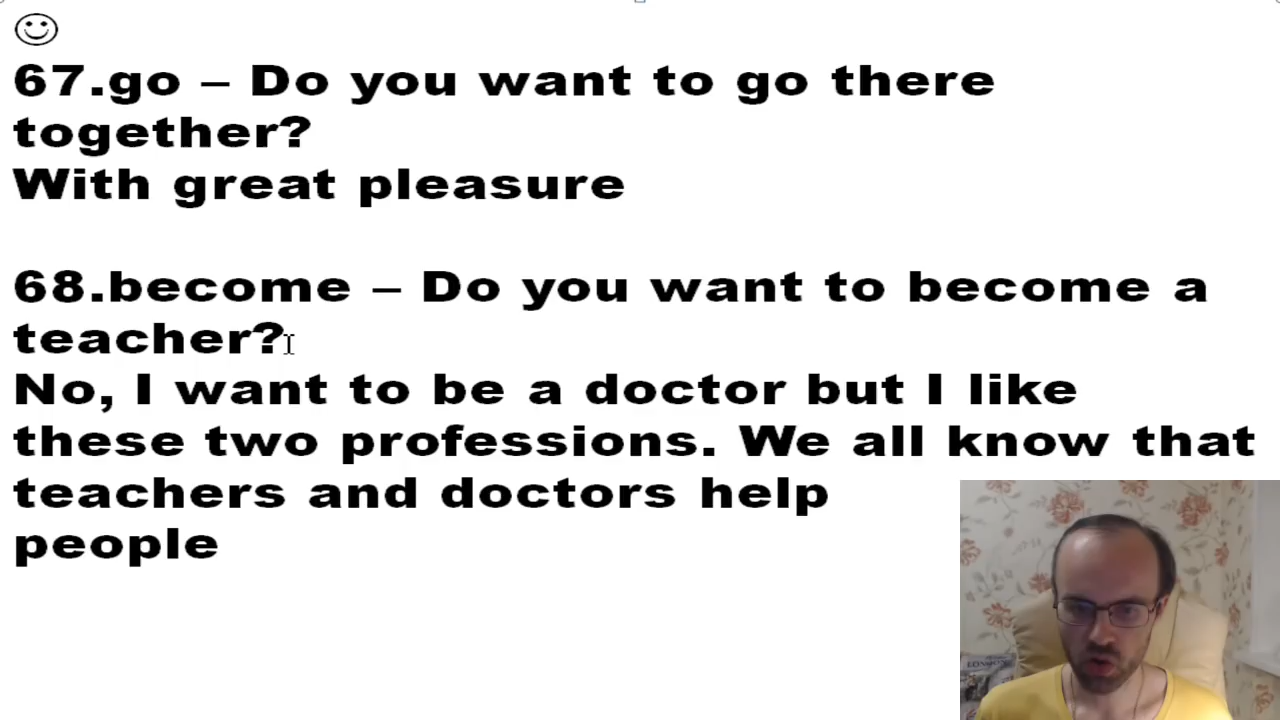 67.go – Do you want to go there
together?
With great pleasure
68.become – Do you want to become a
teacher?
No, I want to be a doctor but I like
these two professions. We all know that
teachers and doctors help
people
LONDON